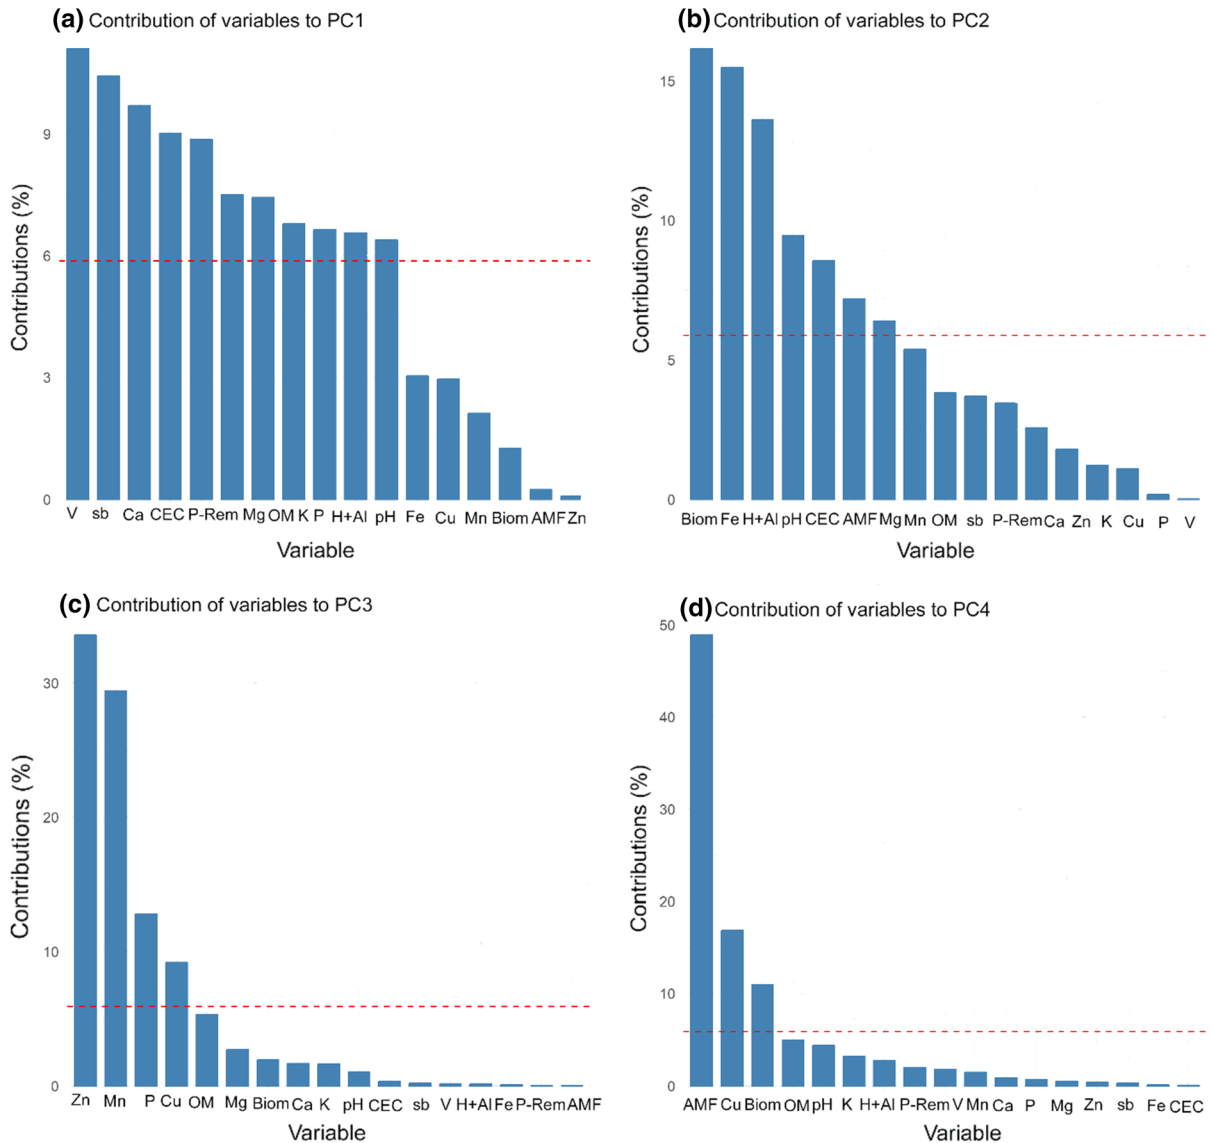 (a) Contribution of variables to PC1
Contributions (%)
9
6
3
0
V sb Ca CEC P-Rem Mg OM K P H+Al pH Fe Cu Mn Biom AMF Zn
Variable
(b) Contribution of variables to PC2
Contributions (%)
15
10
5
0
Biom Fe H+Al pH CEC AMF Mg Mn OM sb P-Rem Ca Zn K Cu P V
Variable
(c) Contribution of variables to PC3
Contributions (%)
30
20
10
0
Zn Mn P Cu OM Mg Biom Ca K pH CEC sb V H+Al Fe P-Rem AMF
Variable
(d) Contribution of variables to PC4
Contributions (%)
50
40
30
20
10
0
AMF Cu Biom OM pH K H+Al P-Rem V Mn Ca P Mg Zn sb Fe CEC
Variable